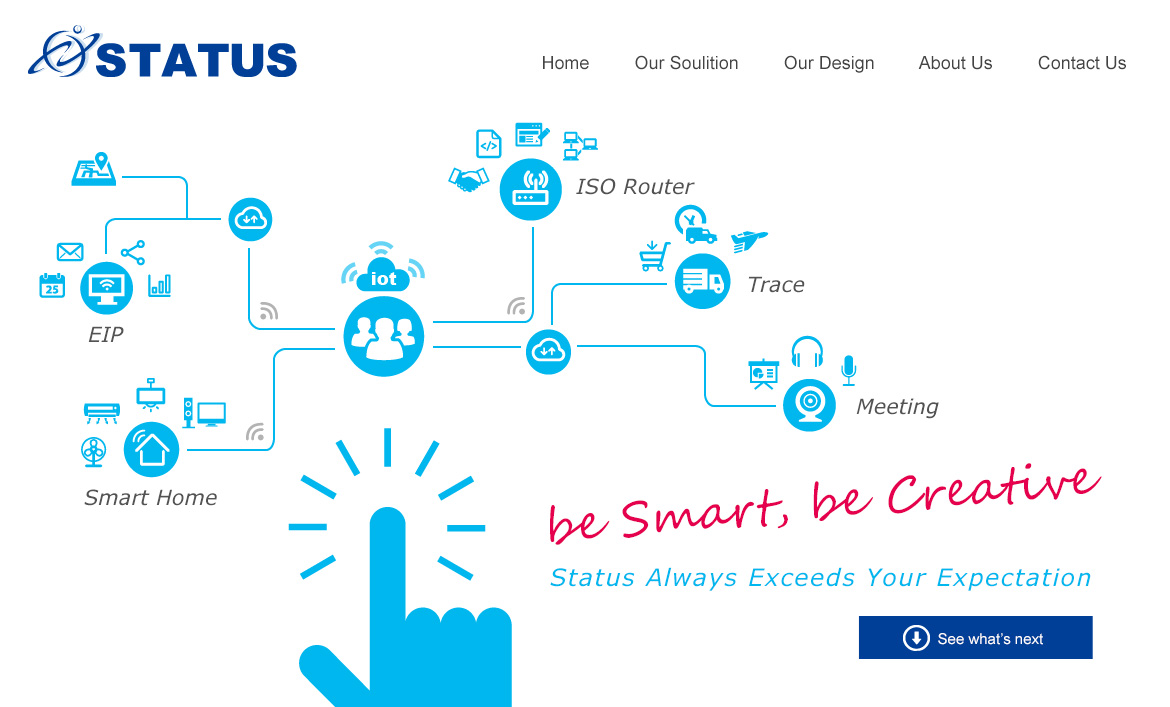 STATUS
Home
Our Soulition
Our Design
About Us
Contact Us
</>
ISO Router
iot
Trace
25
EIP
Meeting
Smart Home
be Smart, be Creative
Status Always Exceeds Your Expectation
See what's next